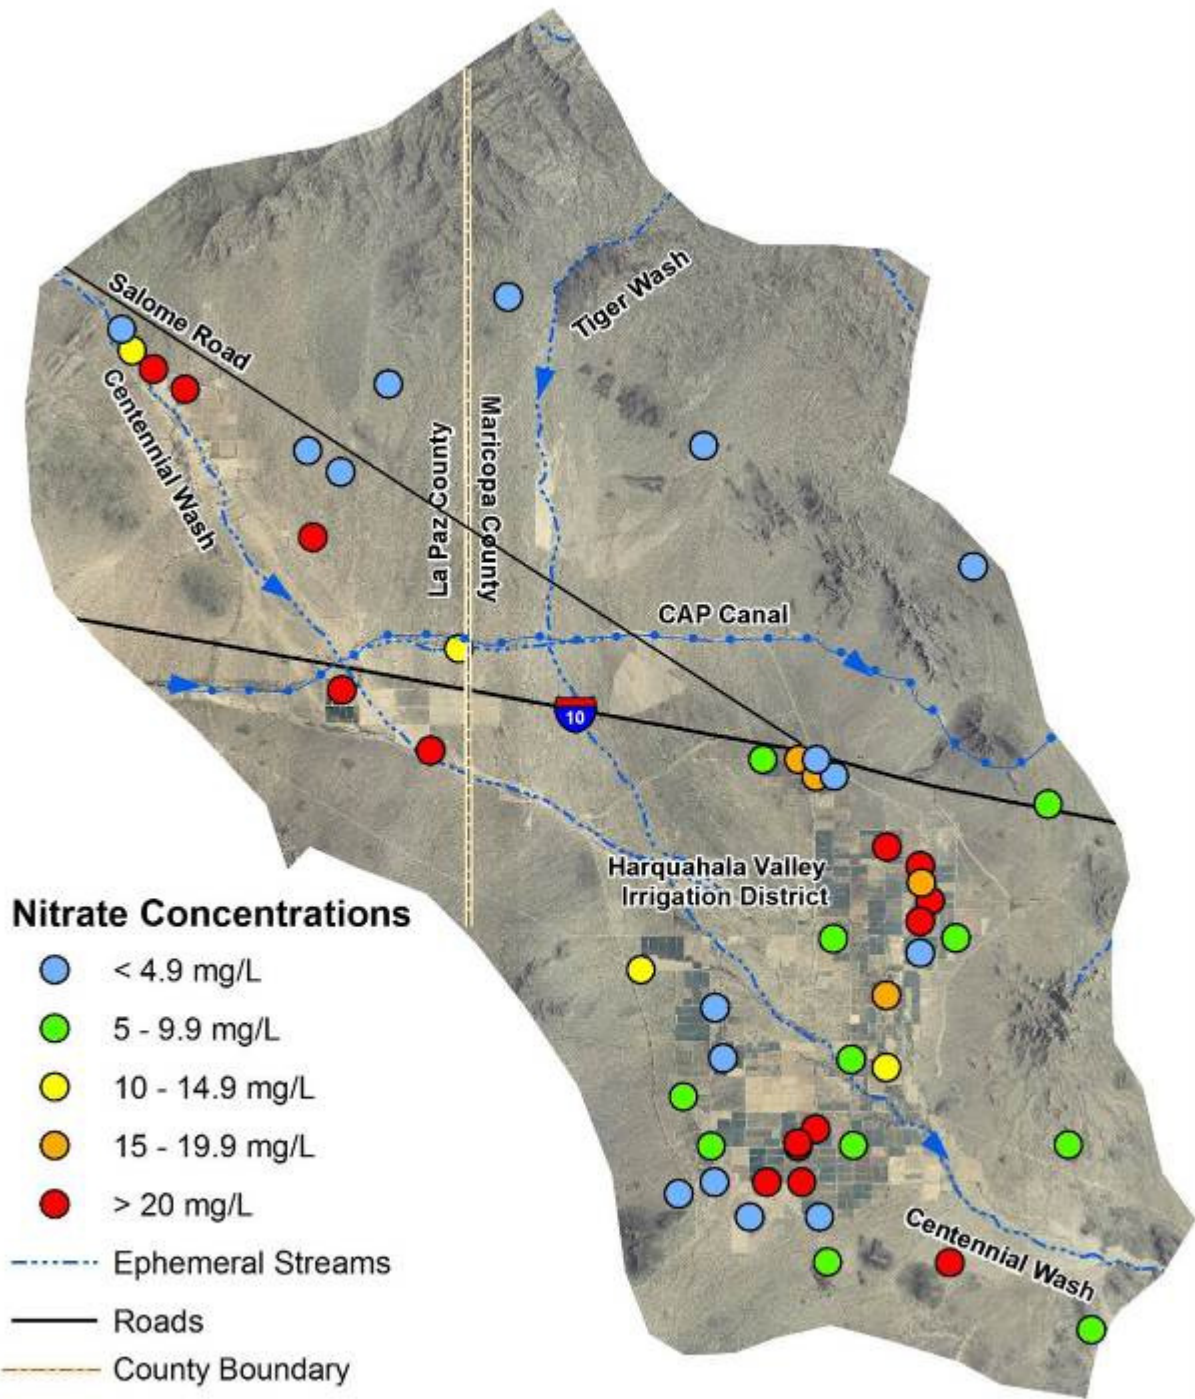 Salome Road
Tiger Wash
Centennial Wash
La Paz County
Maricopa County
CAP Canal
10
Harquahala Valley
Irrigation District
Centennial Wash
Nitrate Concentrations
< 4.9 mg/L
5 - 9.9 mg/L
10 - 14.9 mg/L
15 - 19.9 mg/L
> 20 mg/L
Ephemeral Streams
Roads
County Boundary